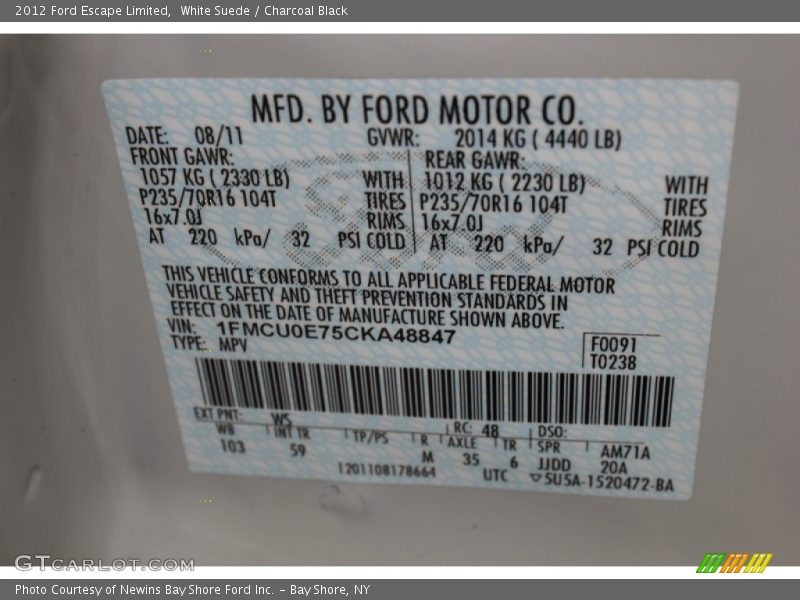 2012 Ford Escape Limited, White Suede / Charcoal Black
MFD. BY FORD MOTOR CO.
DATE: 08/11 GVWR: 2014 KG ( 4440 LB)
FRONT GAWR: REAR GAWR:
1057 KG ( 2330 LB) WITH 1012 KG ( 2230 LB) WITH
P235/70R16 104T TIRES P235/70R16 104T TIRES
16x7.0J RIMS 16x7.0J RIMS
AT 220 kPa/ 32 PSI COLD AT 220 kPa/ 32 PSI COLD
THIS VEHICLE CONFORMS TO ALL APPLICABLE FEDERAL MOTOR
VEHICLE SAFETY AND THEFT PREVENTION STANDARDS IN
EFFECT ON THE DATE OF MANUFACTURE SHOWN ABOVE.
VIN: 1FMCU0E75CKA48847
TYPE: MPV
F0091
T0238
EXT PNT: WS RC: 48 DSO:
WB INT TR TP/PS R AXLE TR SPR AM71A
103 59 M 35 6 JJDD 20A
1201108178664 UTC 5U5A-1520472-BA
GTCARLOT.COM
Photo Courtesy of Newins Bay Shore Ford Inc. - Bay Shore, NY